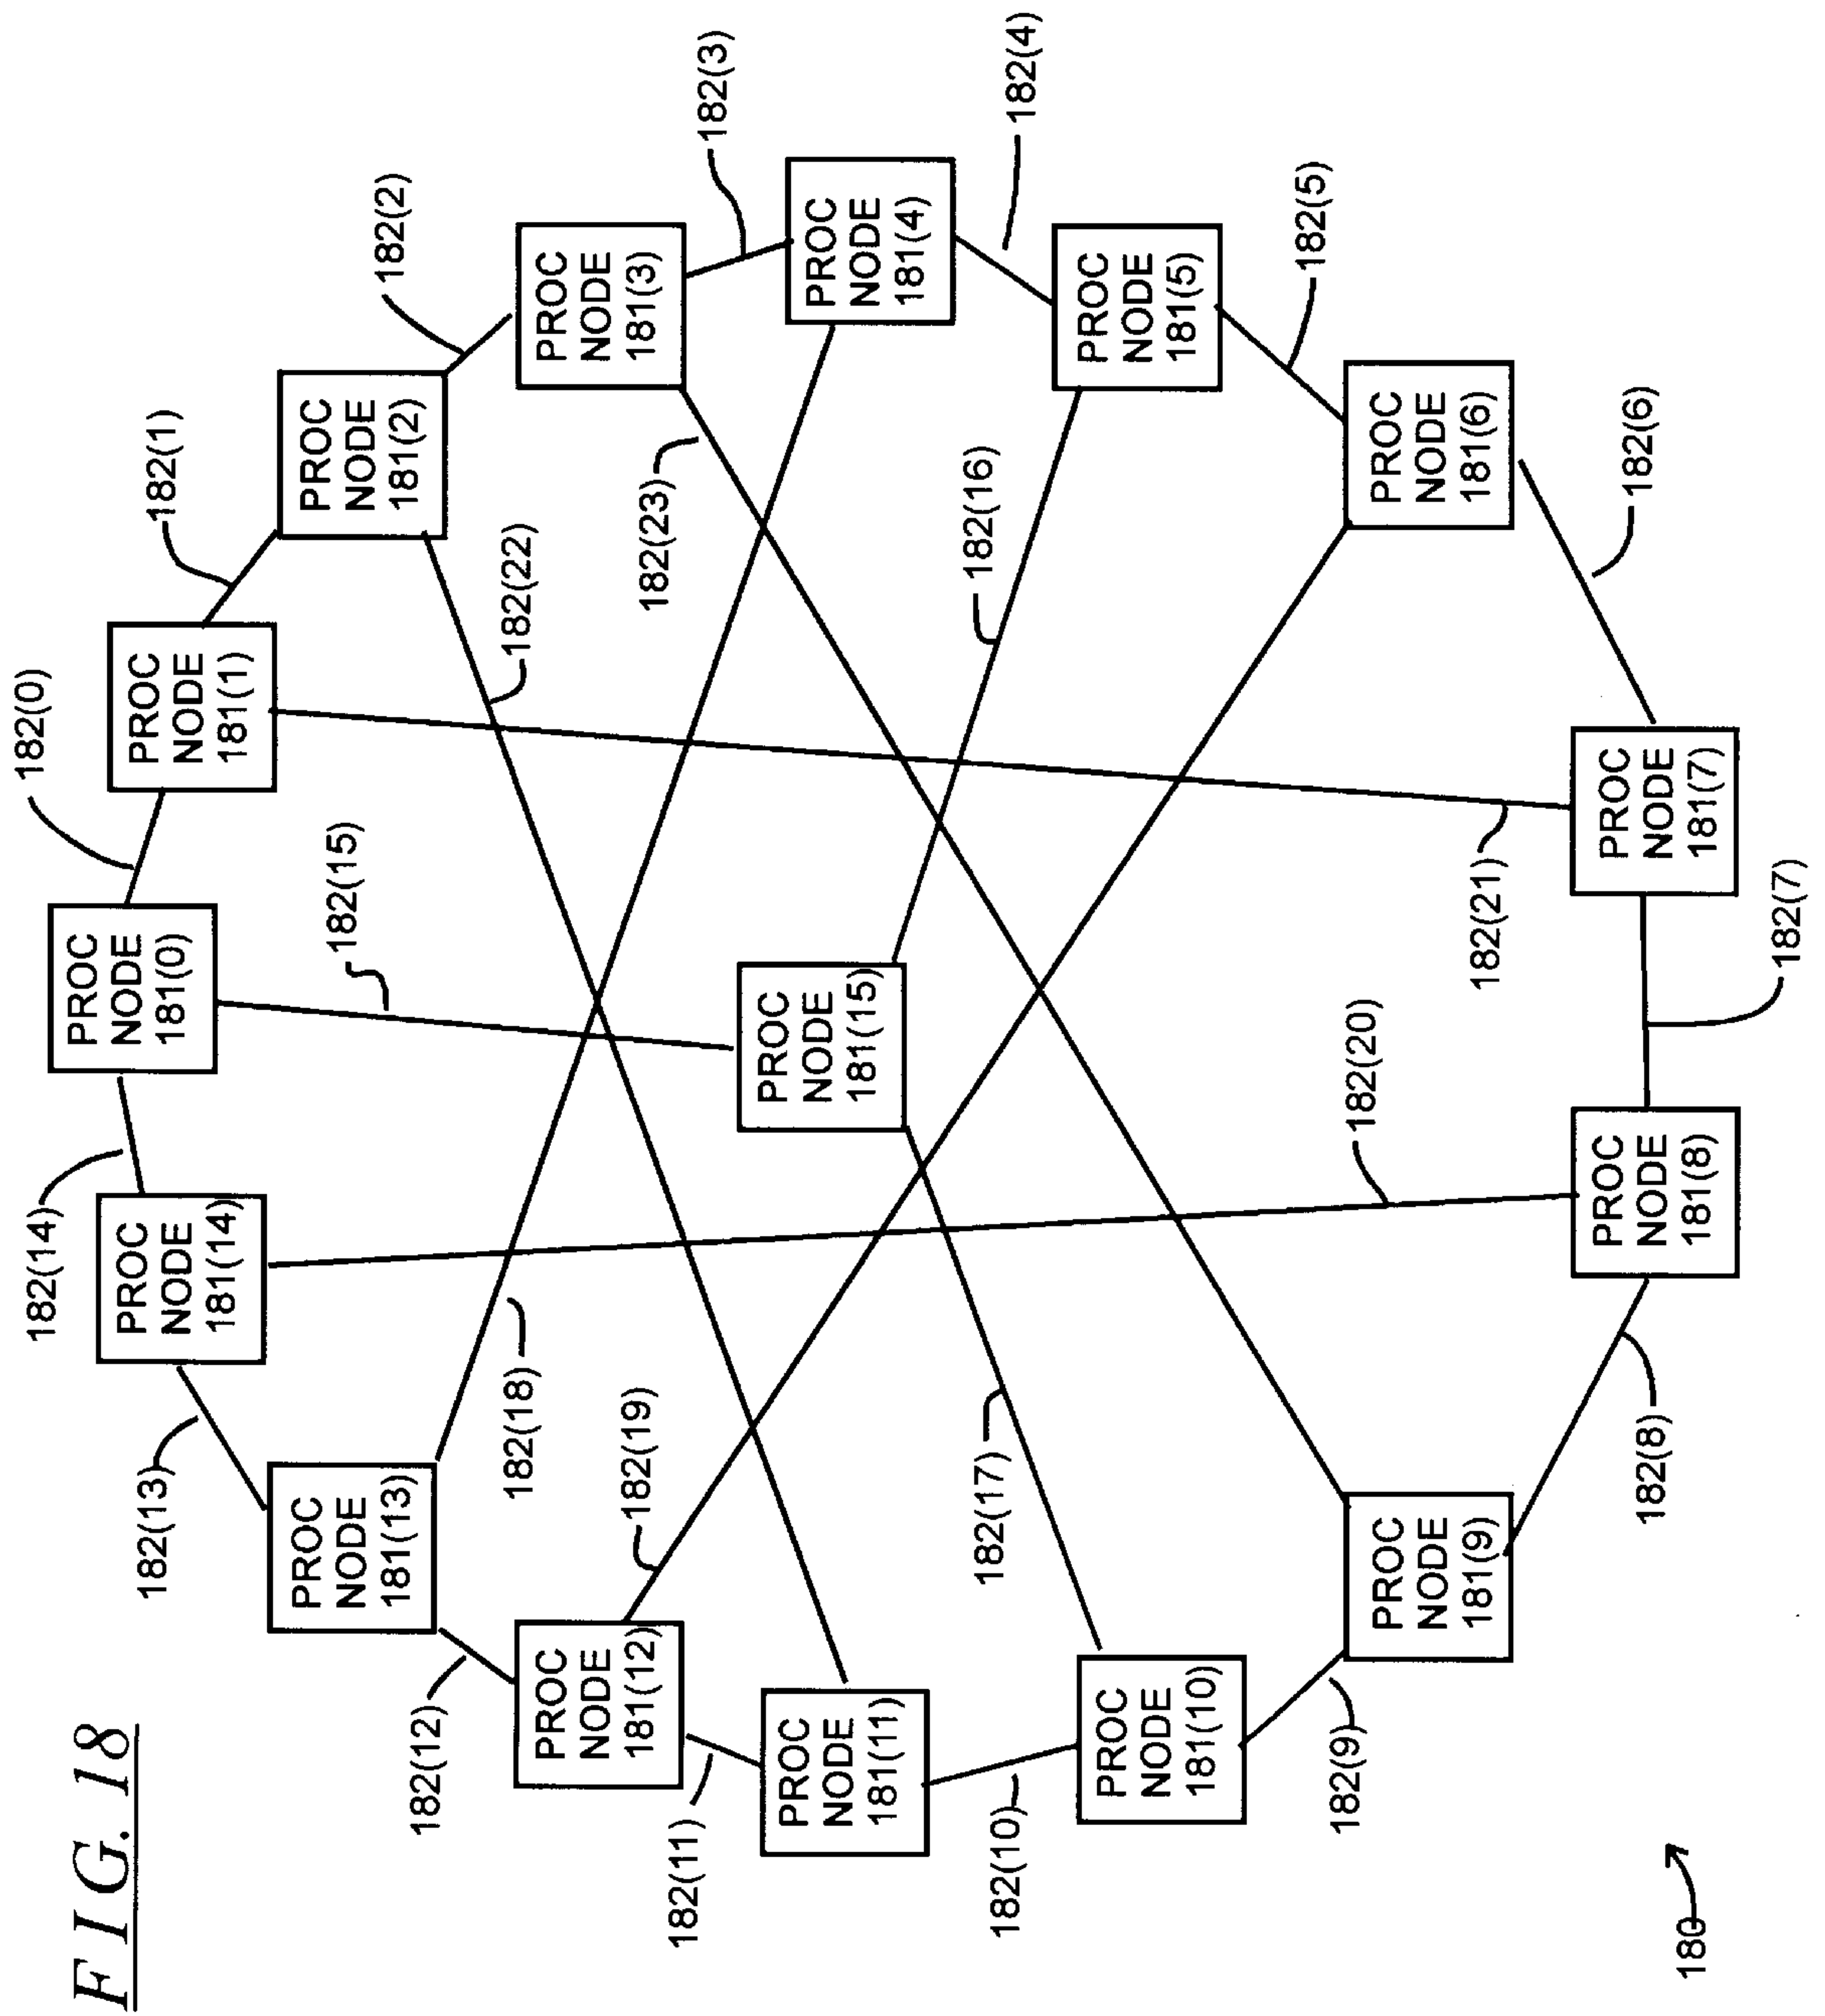 FIG. 18
182(0)
182(1)
182(2)
182(3)
182(4)
182(5)
182(6)
182(7)
182(8)
182(9)
182(10)
182(11)
182(12)
182(13)
182(14)
182(15)
182(16)
182(17)
182(18)
182(19)
182(20)
182(21)
182(22)
182(23)
PROC
NODE
181(0)
PROC
NODE
181(1)
PROC
NODE
181(2)
PROC
NODE
181(3)
PROC
NODE
181(4)
PROC
NODE
181(5)
PROC
NODE
181(6)
PROC
NODE
181(7)
PROC
NODE
181(8)
PROC
NODE
181(9)
PROC
NODE
181(10)
PROC
NODE
181(11)
PROC
NODE
181(12)
PROC
NODE
181(13)
PROC
NODE
181(14)
PROC
NODE
181(15)
180